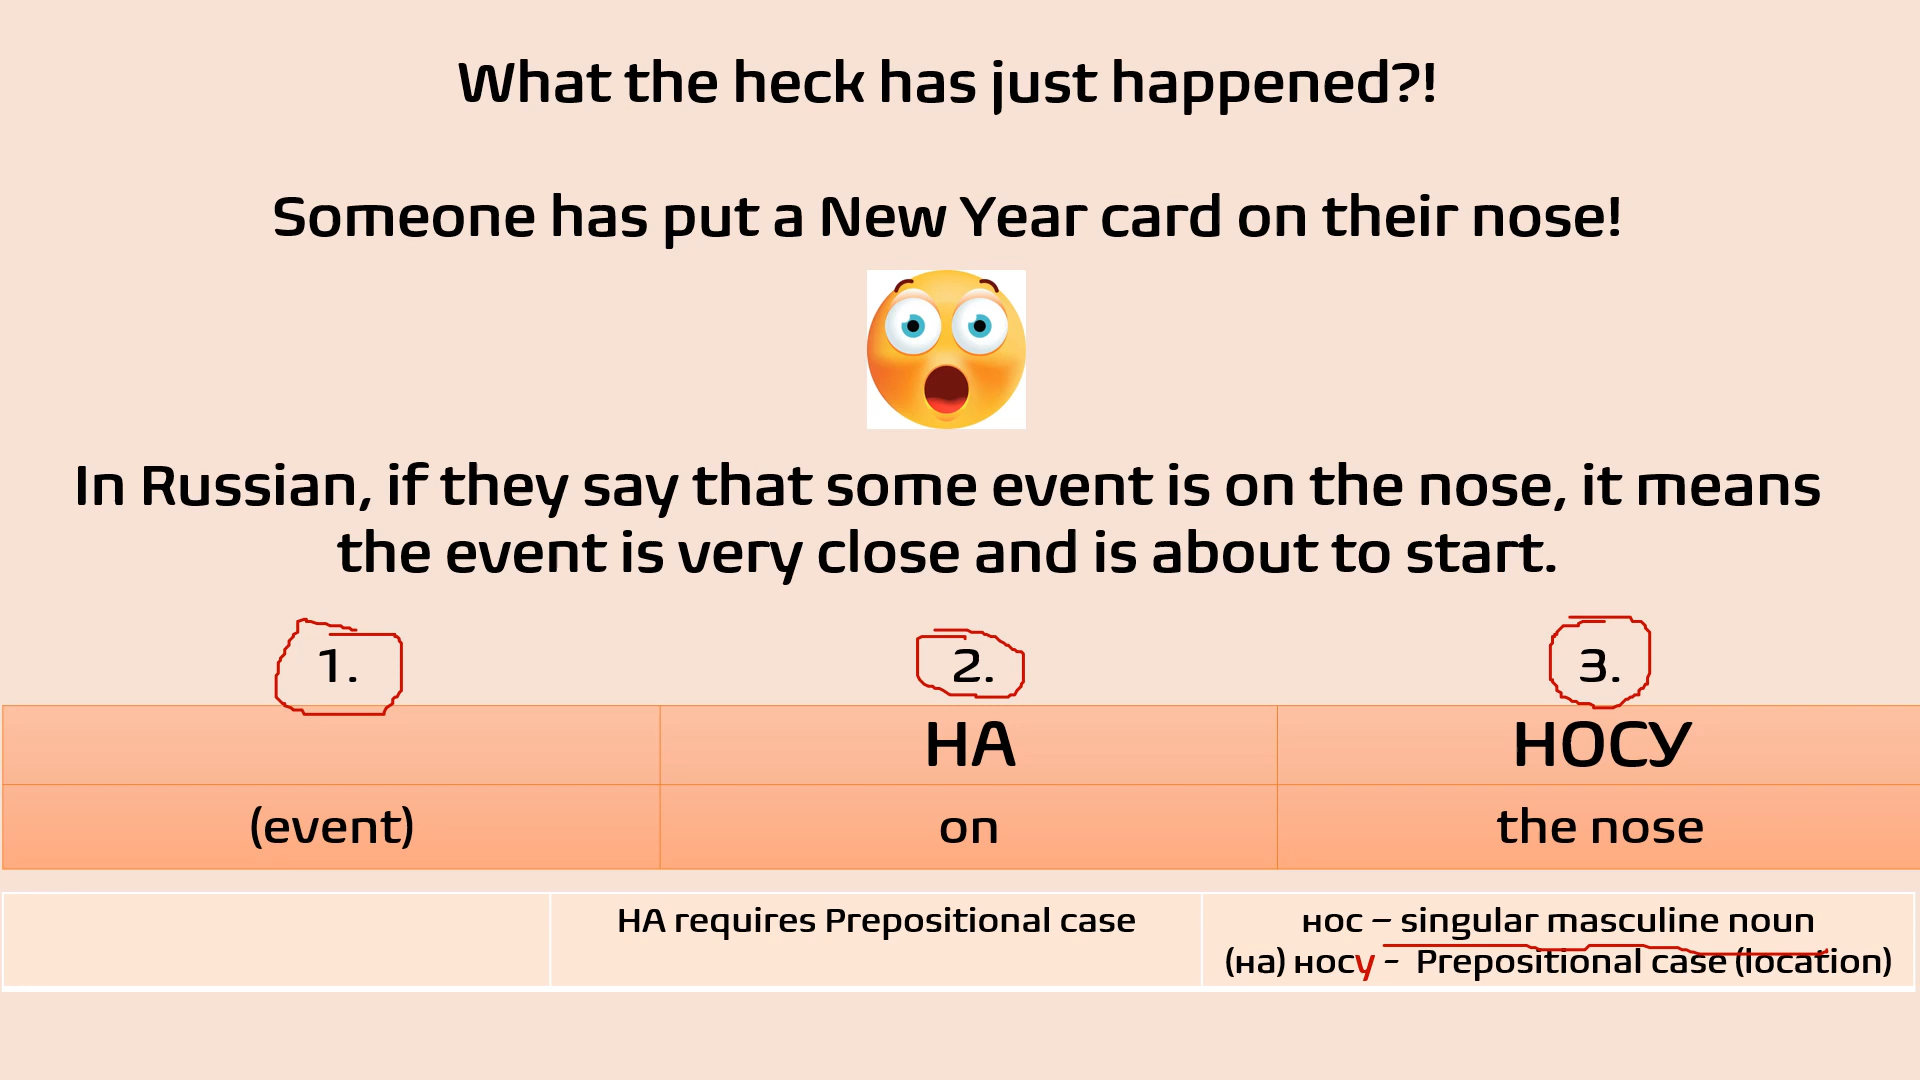 What the heck has just happened?!
Someone has put a New Year card on their nose!
In Russian, if they say that some event is on the nose, it means
the event is very close and is about to start.
1. 2. 3.
НА НОСУ
(event) on the nose
НА requires Prepositional case нос – singular masculine noun
(на) носу - Prepositional case (location)